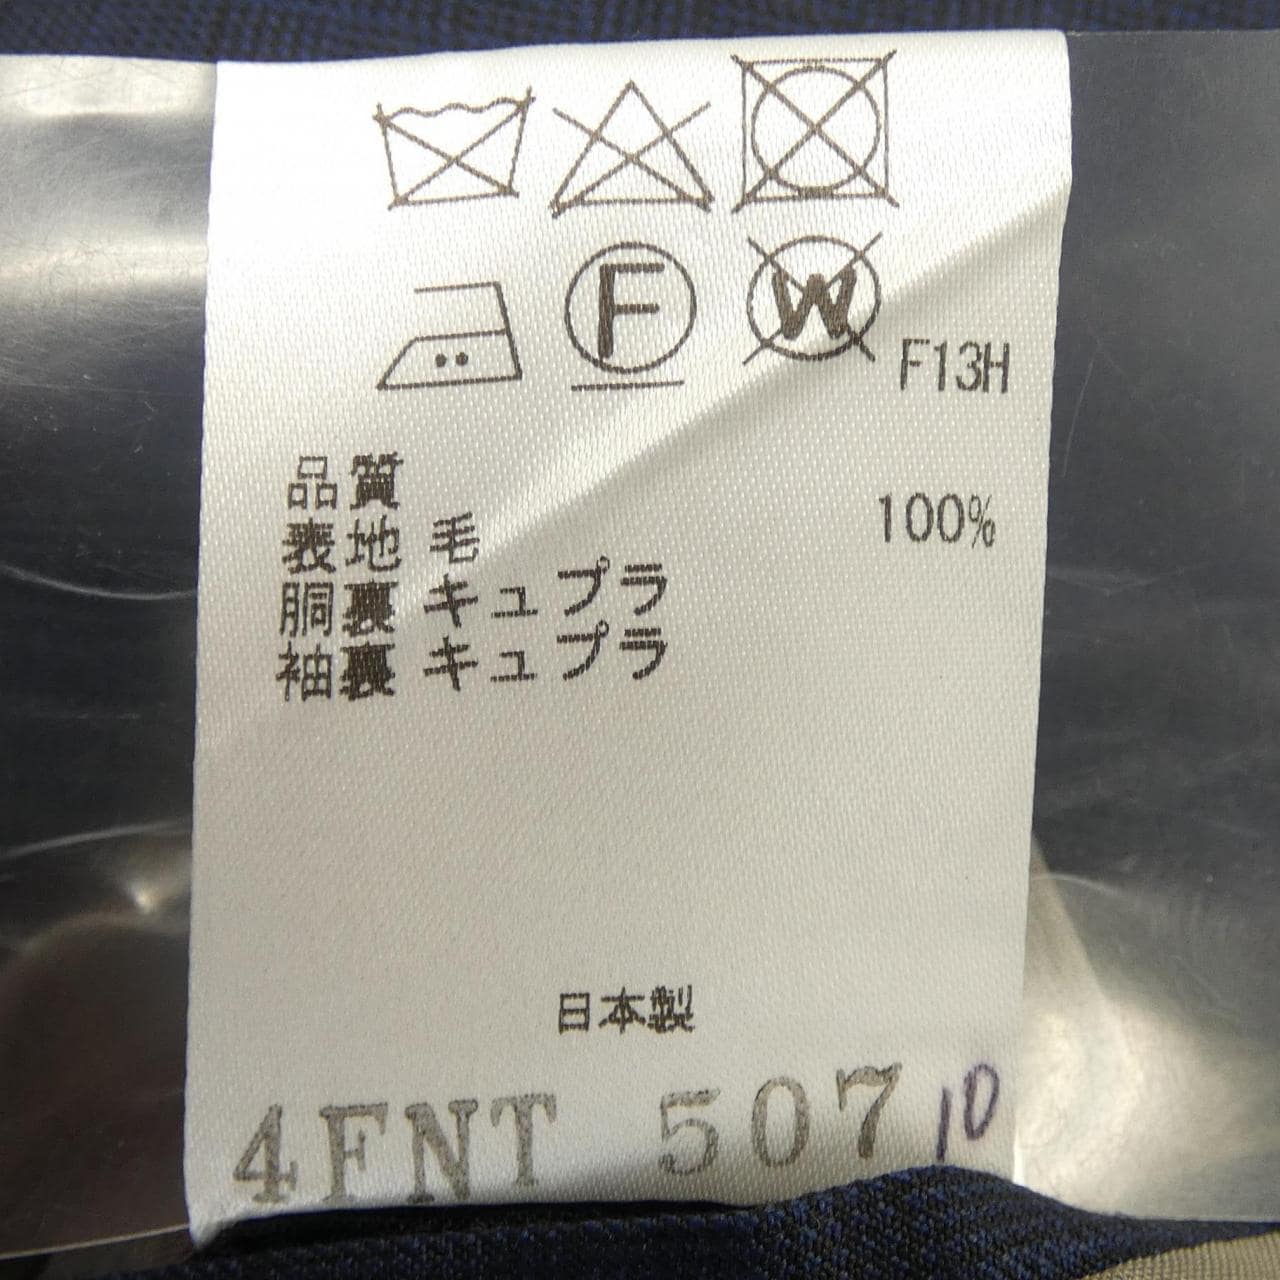 F
W
F13H
品質
表地 毛 100%
胴裏 キュプラ
袖裏 キュプラ
日本製
4FNT 507 10